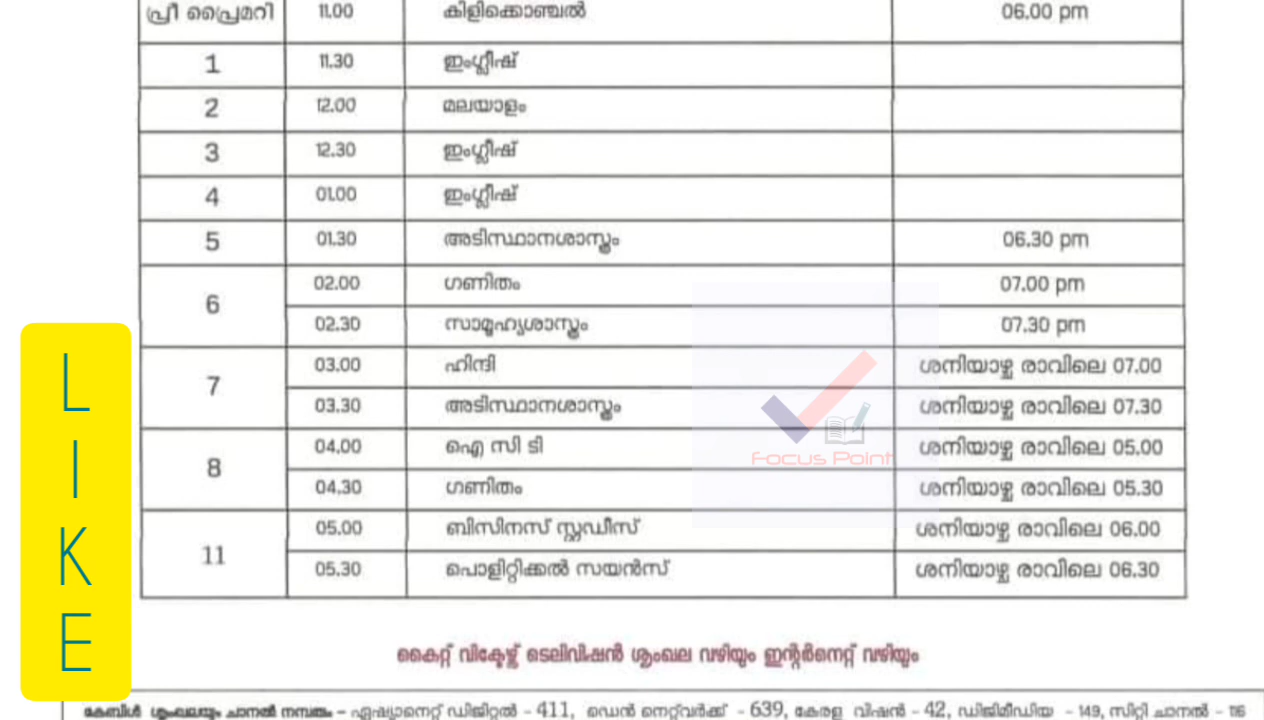 പ്രീ പ്രൈമറി 11.00 കിളിക്കൊഞ്ചൽ 06.00 pm
1 11.30 ഇംഗ്ലീഷ്
2 12.00 മലയാളം
3 12.30 ഇംഗ്ലീഷ്
4 01.00 ഇംഗ്ലീഷ്
5 01.30 അടിസ്ഥാനശാസ്ത്രം 06.30 pm
6 02.00 ഗണിതം 07.00 pm
02.30 സാമൂഹ്യശാസ്ത്രം 07.30 pm
7 03.00 ഹിന്ദി ശനിയാഴ്ച രാവിലെ 07.00
03.30 അടിസ്ഥാനശാസ്ത്രം ശനിയാഴ്ച രാവിലെ 07.30
8 04.00 ഐ സി ടി ശനിയാഴ്ച രാവിലെ 05.00
04.30 ഗണിതം ശനിയാഴ്ച രാവിലെ 05.30
11 05.00 ബിസിനസ് സ്റ്റഡീസ് ശനിയാഴ്ച രാവിലെ 06.00
05.30 പൊളിറ്റിക്കൽ സയൻസ് ശനിയാഴ്ച രാവിലെ 06.30
Focus Point
LIKE
കൈറ്റ് വിക്ടേഴ്സ് ടെലിവിഷൻ ശൃംഖല വഴിയും ഇന്റർനെറ്റ് വഴിയും
കേബിൾ ശൃംഖലയും ചാനൽ നമ്പരും – ഏഷ്യാനെറ്റ് ഡിജിറ്റൽ - 411, ഡെൻ നെറ്റ്‌വർക്ക് - 639, കേരള വിഷൻ - 42, ഡിജിമീഡിയ - 149, സിറ്റി ചാനൽ - 116